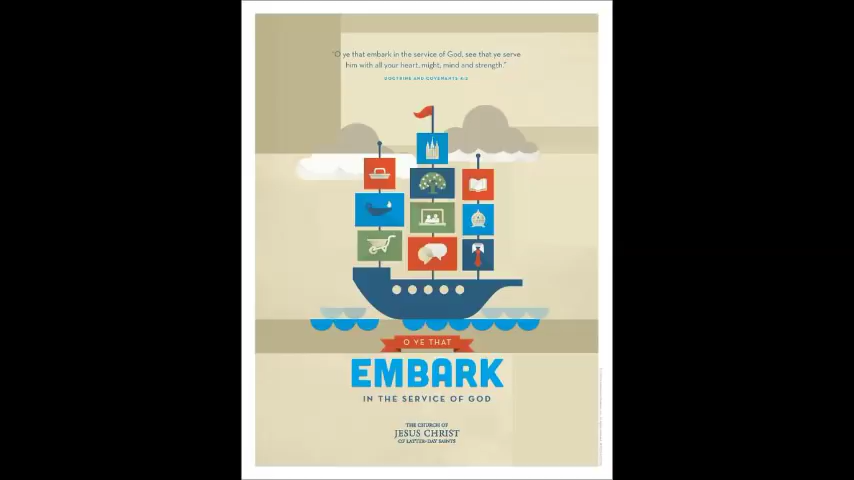 "O ye that embark in the service of God, see that ye serve
him with all your heart, might, mind and strength."
DOCTRINE AND COVENANTS 4:2
O YE THAT
EMBARK
IN THE SERVICE OF GOD
THE CHURCH OF
JESUS CHRIST
OF LATTER-DAY SAINTS